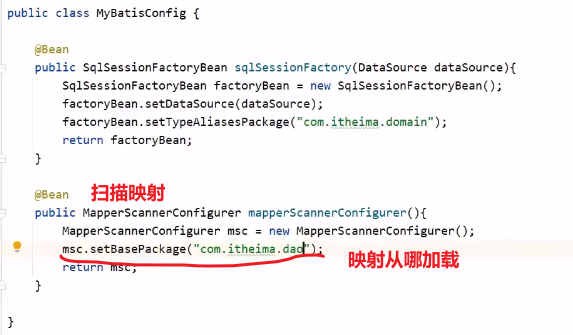 public class MyBatisConfig {
@Bean
public SqlSessionFactoryBean sqlSessionFactory(DataSource dataSource){
SqlSessionFactoryBean factoryBean = new SqlSessionFactoryBean();
factoryBean.setDataSource(dataSource);
factoryBean.setTypeAliasesPackage("com.itheima.domain");
return factoryBean;
}
@Bean 扫描映射
public MapperScannerConfigurer mapperScannerConfigurer(){
MapperScannerConfigurer msc = new MapperScannerConfigurer();
msc.setBasePackage("com.itheima.dao");
映射从哪加载
return msc;
}
}